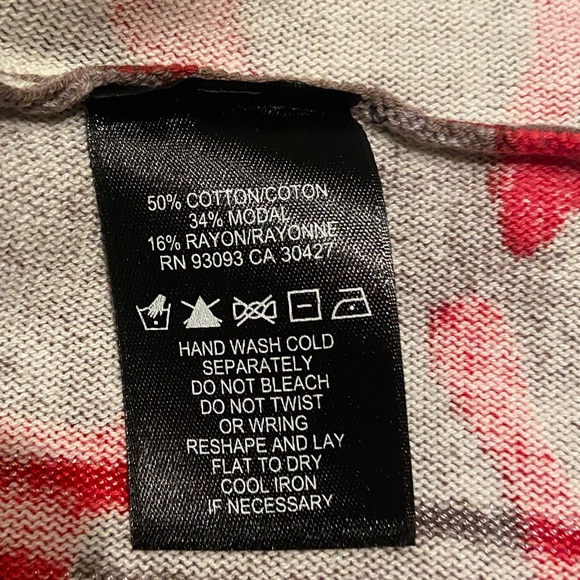 50% COTTON/COTON
34% MODAL
16% RAYON/RAYONNE
RN 93093 CA 30427
HAND WASH COLD
SEPARATELY
DO NOT BLEACH
DO NOT TWIST
OR WRING
RESHAPE AND LAY
FLAT TO DRY
COOL IRON
IF NECESSARY